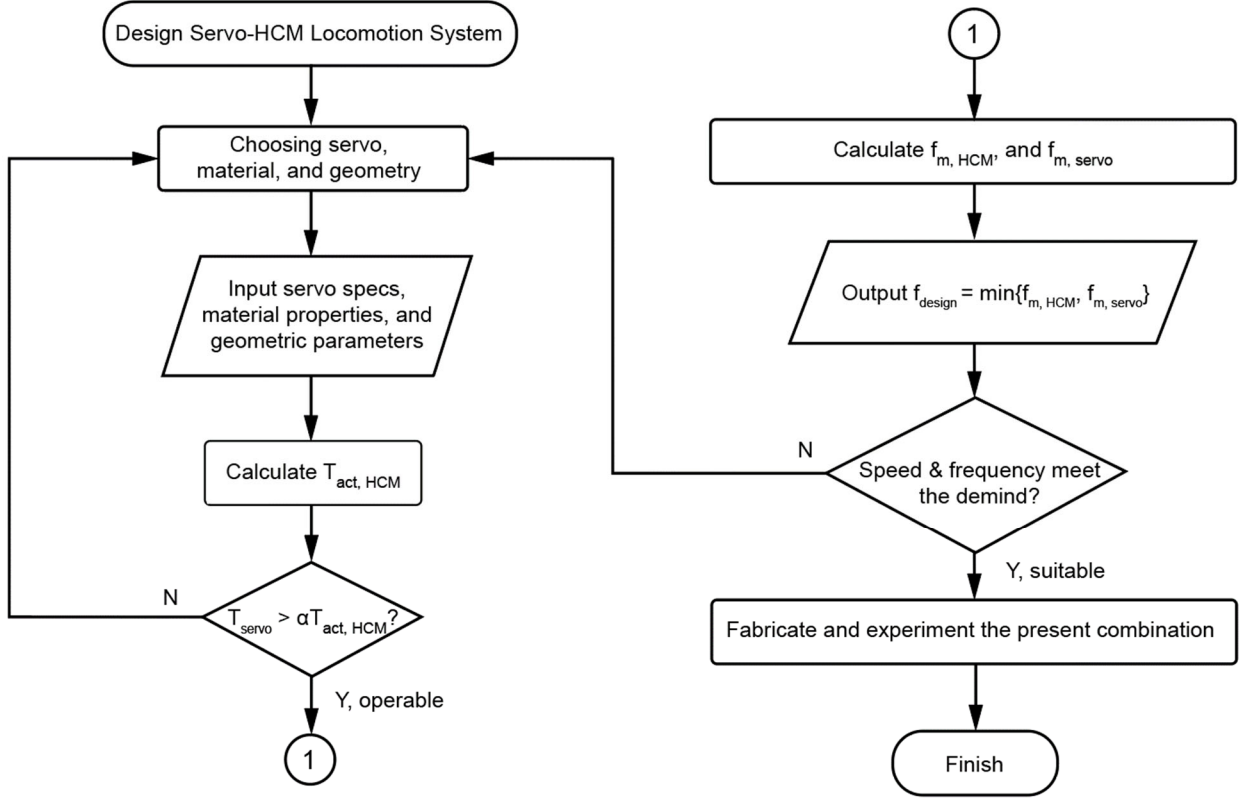 Design Servo-HCM Locomotion System
Choosing servo,
material, and geometry
Input servo specs,
material properties, and
geometric parameters
Calculate T_act, HCM
N
T_servo > αT_act, HCM?
Y, operable
1
1
Calculate f_m, HCM, and f_m, servo
Output f_design = min{f_m, HCM, f_m, servo}
N
Speed & frequency meet
the demind?
Y, suitable
Fabricate and experiment the present combination
Finish